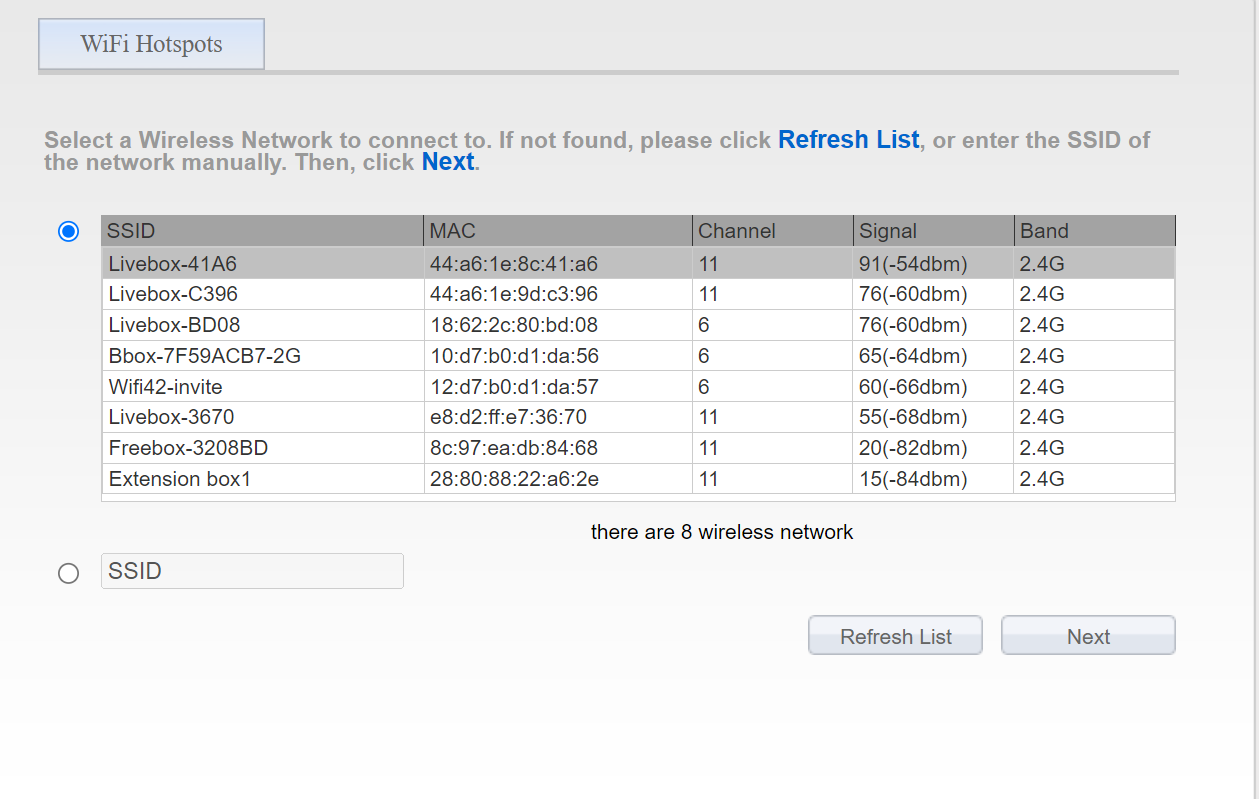 WiFi Hotspots
Select a Wireless Network to connect to. If not found, please click Refresh List, or enter the SSID of
the network manually. Then, click Next.
SSID MAC Channel Signal Band
Livebox-41A6 44:a6:1e:8c:41:a6 11 91(-54dbm) 2.4G
Livebox-C396 44:a6:1e:9d:c3:96 11 76(-60dbm) 2.4G
Livebox-BD08 18:62:2c:80:bd:08 6 76(-60dbm) 2.4G
Bbox-7F59ACB7-2G 10:d7:b0:d1:da:56 6 65(-64dbm) 2.4G
Wifi42-invite 12:d7:b0:d1:da:57 6 60(-66dbm) 2.4G
Livebox-3670 e8:d2:ff:e7:36:70 11 55(-68dbm) 2.4G
Freebox-3208BD 8c:97:ea:db:84:68 11 20(-82dbm) 2.4G
Extension box1 28:80:88:22:a6:2e 11 15(-84dbm) 2.4G
there are 8 wireless network
SSID
Refresh List Next